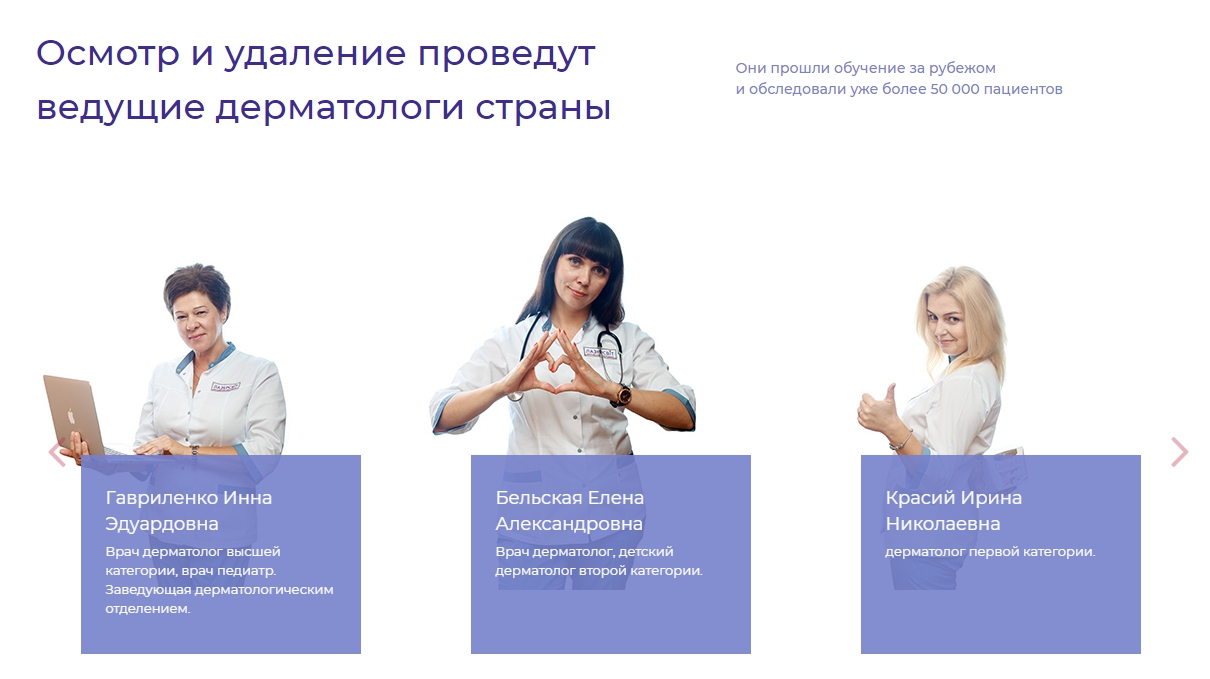 Осмотр и удаление проведут
ведущие дерматологи страны
Они прошли обучение за рубежом
и обследовали уже более 50 000 пациентов
Гавриленко Инна
Эдуардовна
Врач дерматолог высшей
категории, врач педиатр.
Заведующая дерматологическим
отделением.
Бельская Елена
Александровна
Врач дерматолог, детский
дерматолог второй категории.
Красий Ирина
Николаевна
дерматолог первой категории.